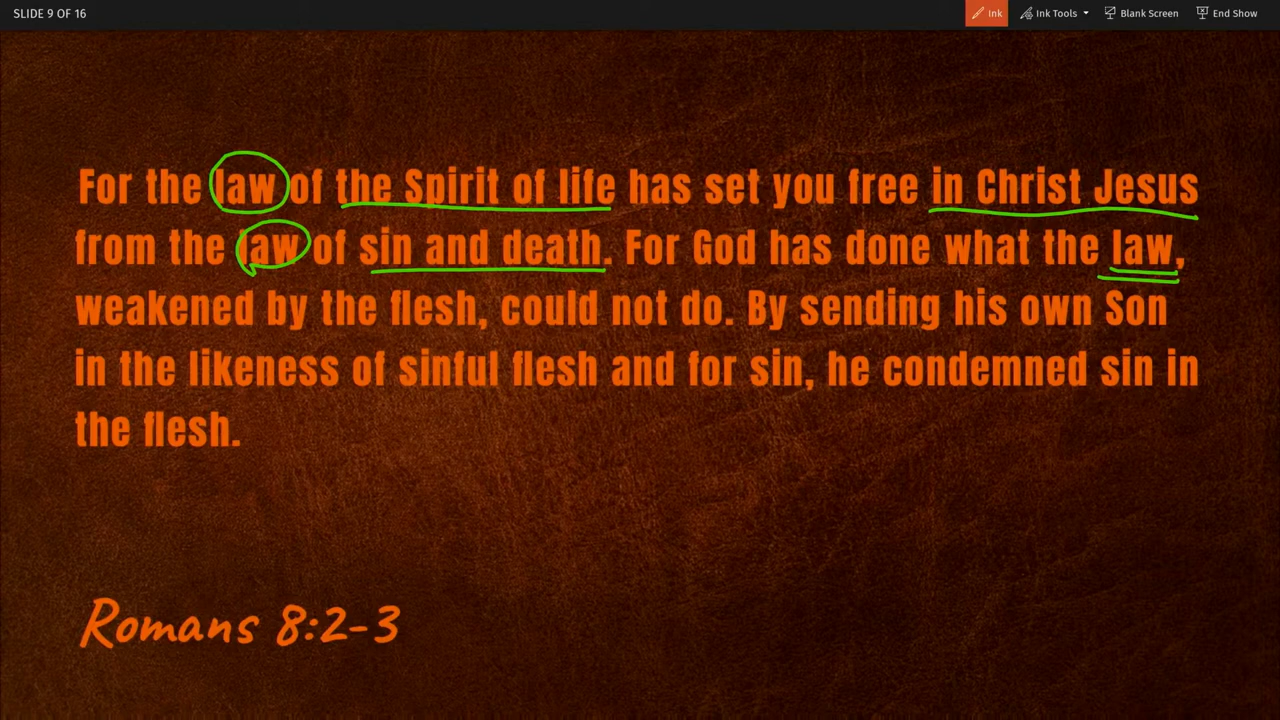 SLIDE 9 OF 16 Ink Ink Tools Blank Screen End Show
For the law of the Spirit of life has set you free in Christ Jesus
from the law of sin and death. For God has done what the law,
weakened by the flesh, could not do. By sending his own Son
in the likeness of sinful flesh and for sin, he condemned sin in
the flesh.
Romans 8:2-3